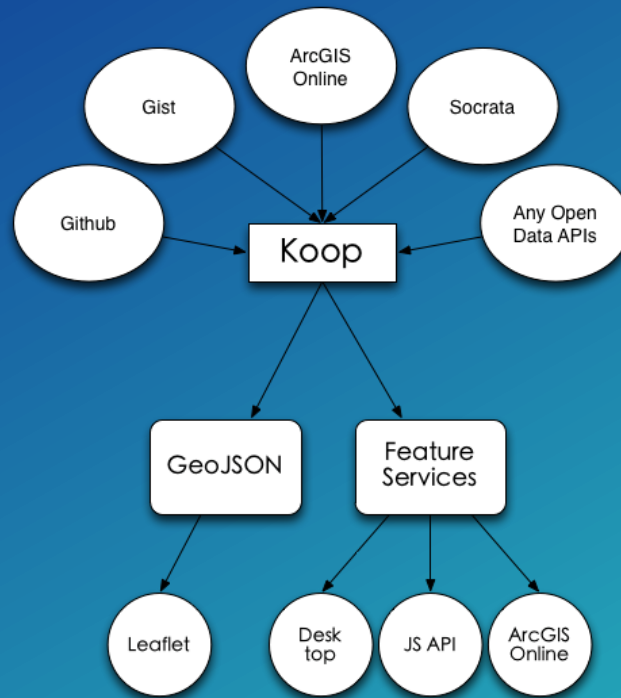 ArcGIS
Online
Gist
Socrata
Github
Any Open
Data APIs
Koop
GeoJSON
Feature
Services
Leaflet
Desk
top
JS API
ArcGIS
Online